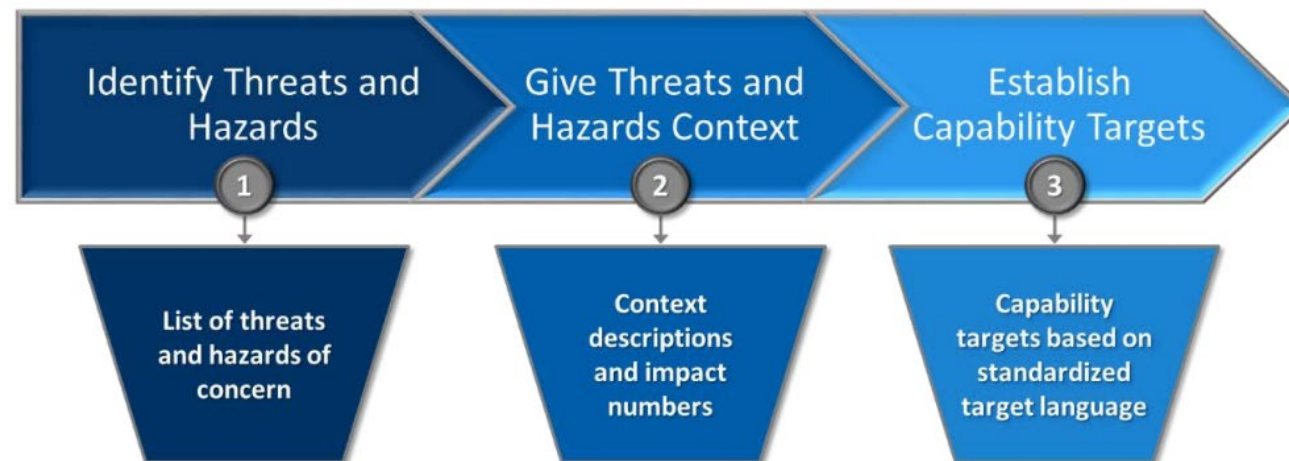 Identify Threats and
Hazards
1
Give Threats and
Hazards Context
2
Establish
Capability Targets
3
List of threats
and hazards of
concern
Context
descriptions
and impact
numbers
Capability
targets based on
standardized
target language